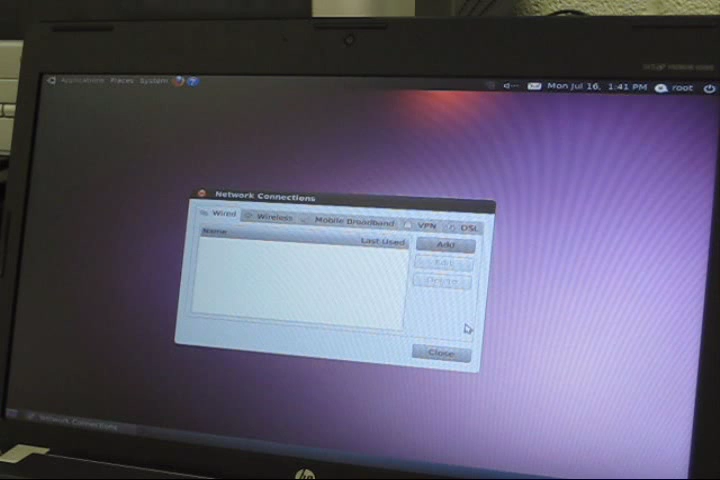 Applications Places System
Mon Jul 16, 1:41 PM root
Network Connections
Wired Wireless Mobile Broadband VPN DSL
Name Last Used
Add
Edit
Delete
Close
Network Connections
hp